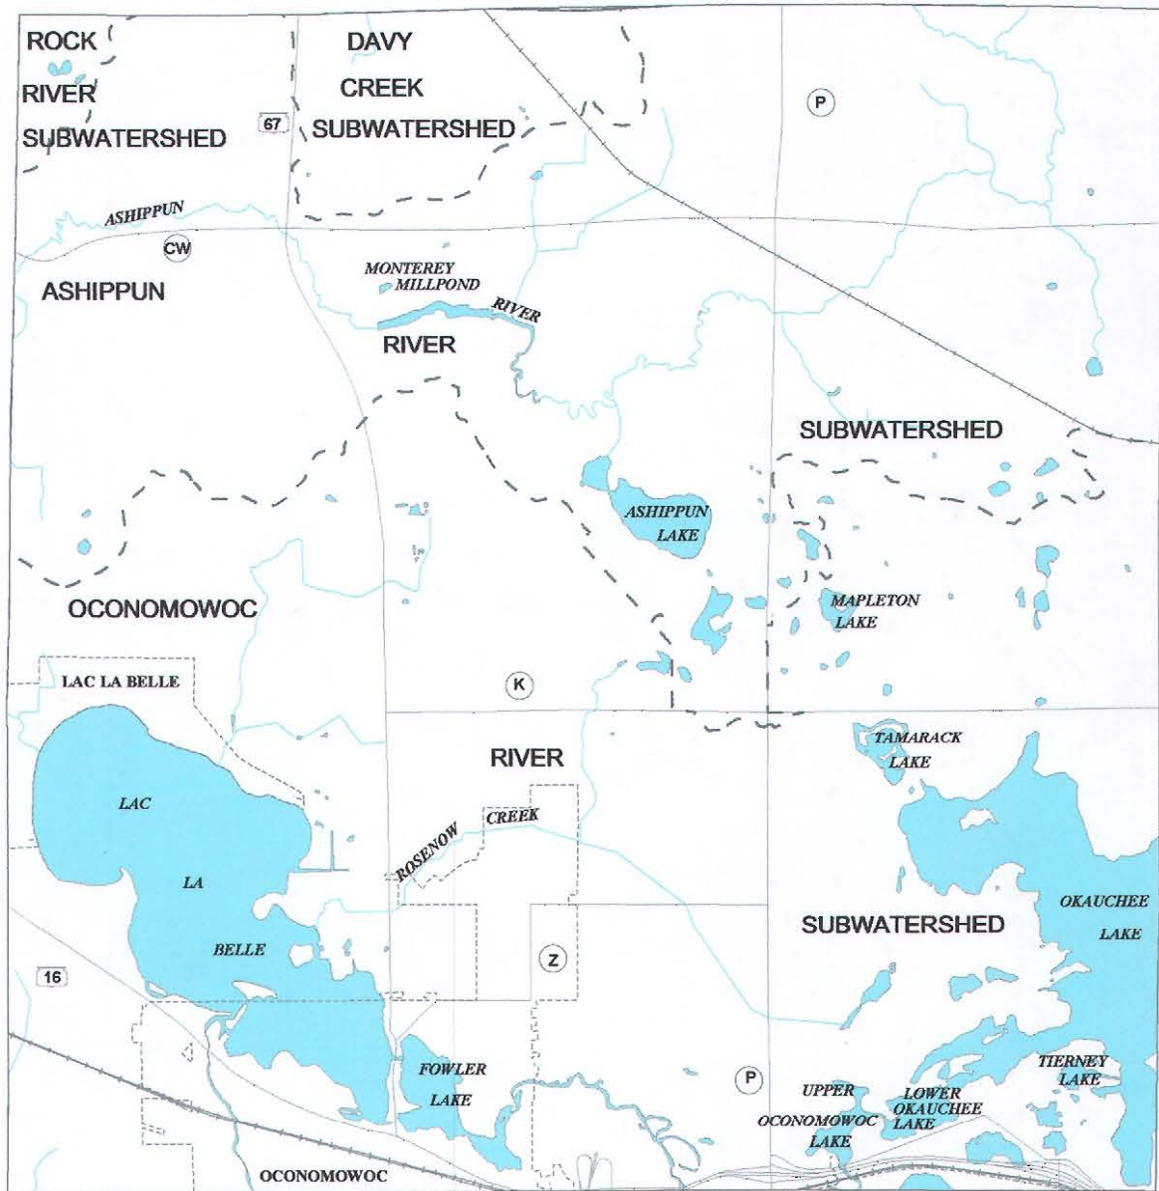 ROCK
RIVER
SUBWATERSHED
DAVY
CREEK
SUBWATERSHED
67
P
ASHIPPUN
CW
ASHIPPUN
MONTEREY
MILLPOND
RIVER
RIVER
SUBWATERSHED
ASHIPPUN
LAKE
OCONOMOWOC
MAPLETON
LAKE
LAC LA BELLE
K
RIVER
TAMARACK
LAKE
LAC
LA
BELLE
ROSENOW CREEK
SUBWATERSHED
OKAUCHEE
LAKE
16
Z
FOWLER
LAKE
P
UPPER
OCONOMOWOC
LAKE
LOWER
OKAUCHEE
LAKE
TIERNEY
LAKE
OCONOMOWOC